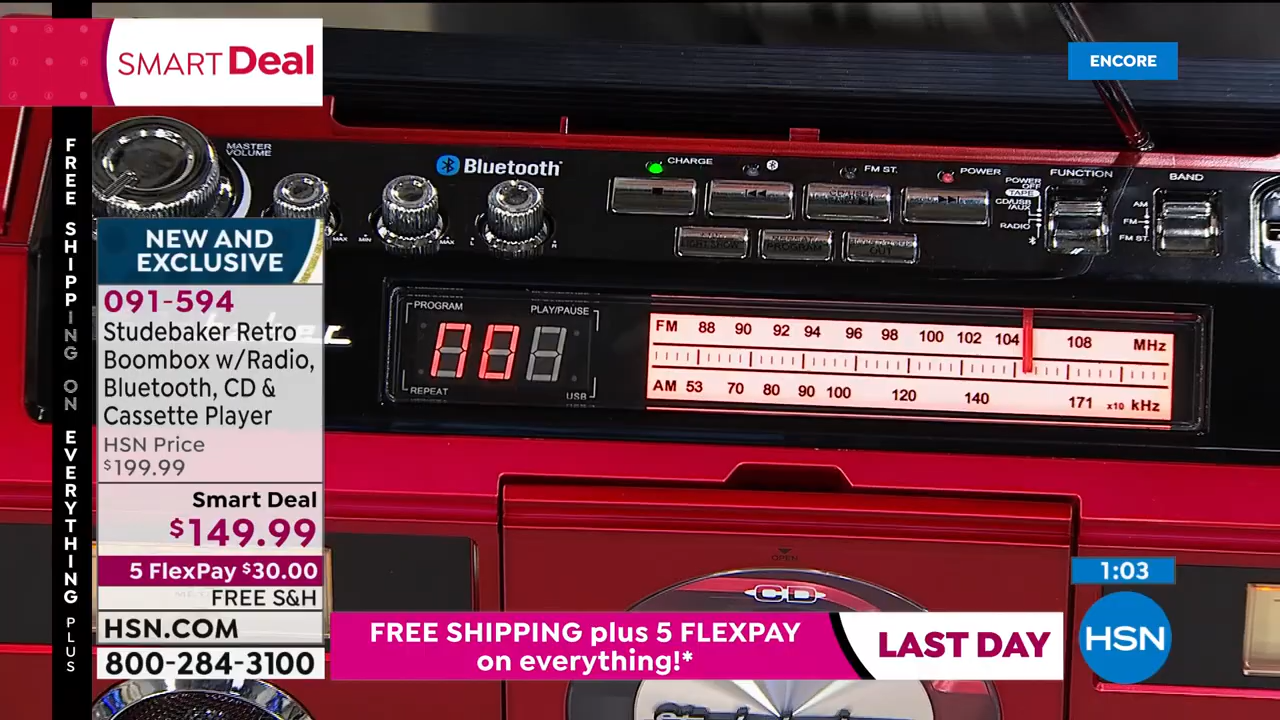 SMART Deal
ENCORE
FREE SHIPPING ON EVERYTHING PLUS
NEW AND
EXCLUSIVE
091-594
Studebaker Retro
Boombox w/Radio,
Bluetooth, CD &
Cassette Player
HSN Price
$199.99
Smart Deal
$149.99
5 FlexPay $30.00
FREE S&H
HSN.COM
800-284-3100
MASTER
VOLUME
Bluetooth
MAX
MIN
MAX
L
R
CHARGE
FM ST.
POWER
FUNCTION
POWER
OFF
TAPE
CD/USB
/AUX
RADIO
BAND
AM
FM
FM ST.
PROGRAM
PLAY/PAUSE
REPEAT
USB
FM 88 90 92 94 96 98 100 102 104 108 MHz
AM 53 70 80 90 100 120 140 171 x10 kHz
OPEN
CD
FREE SHIPPING plus 5 FLEXPAY
on everything!*
LAST DAY
1:03
HSN